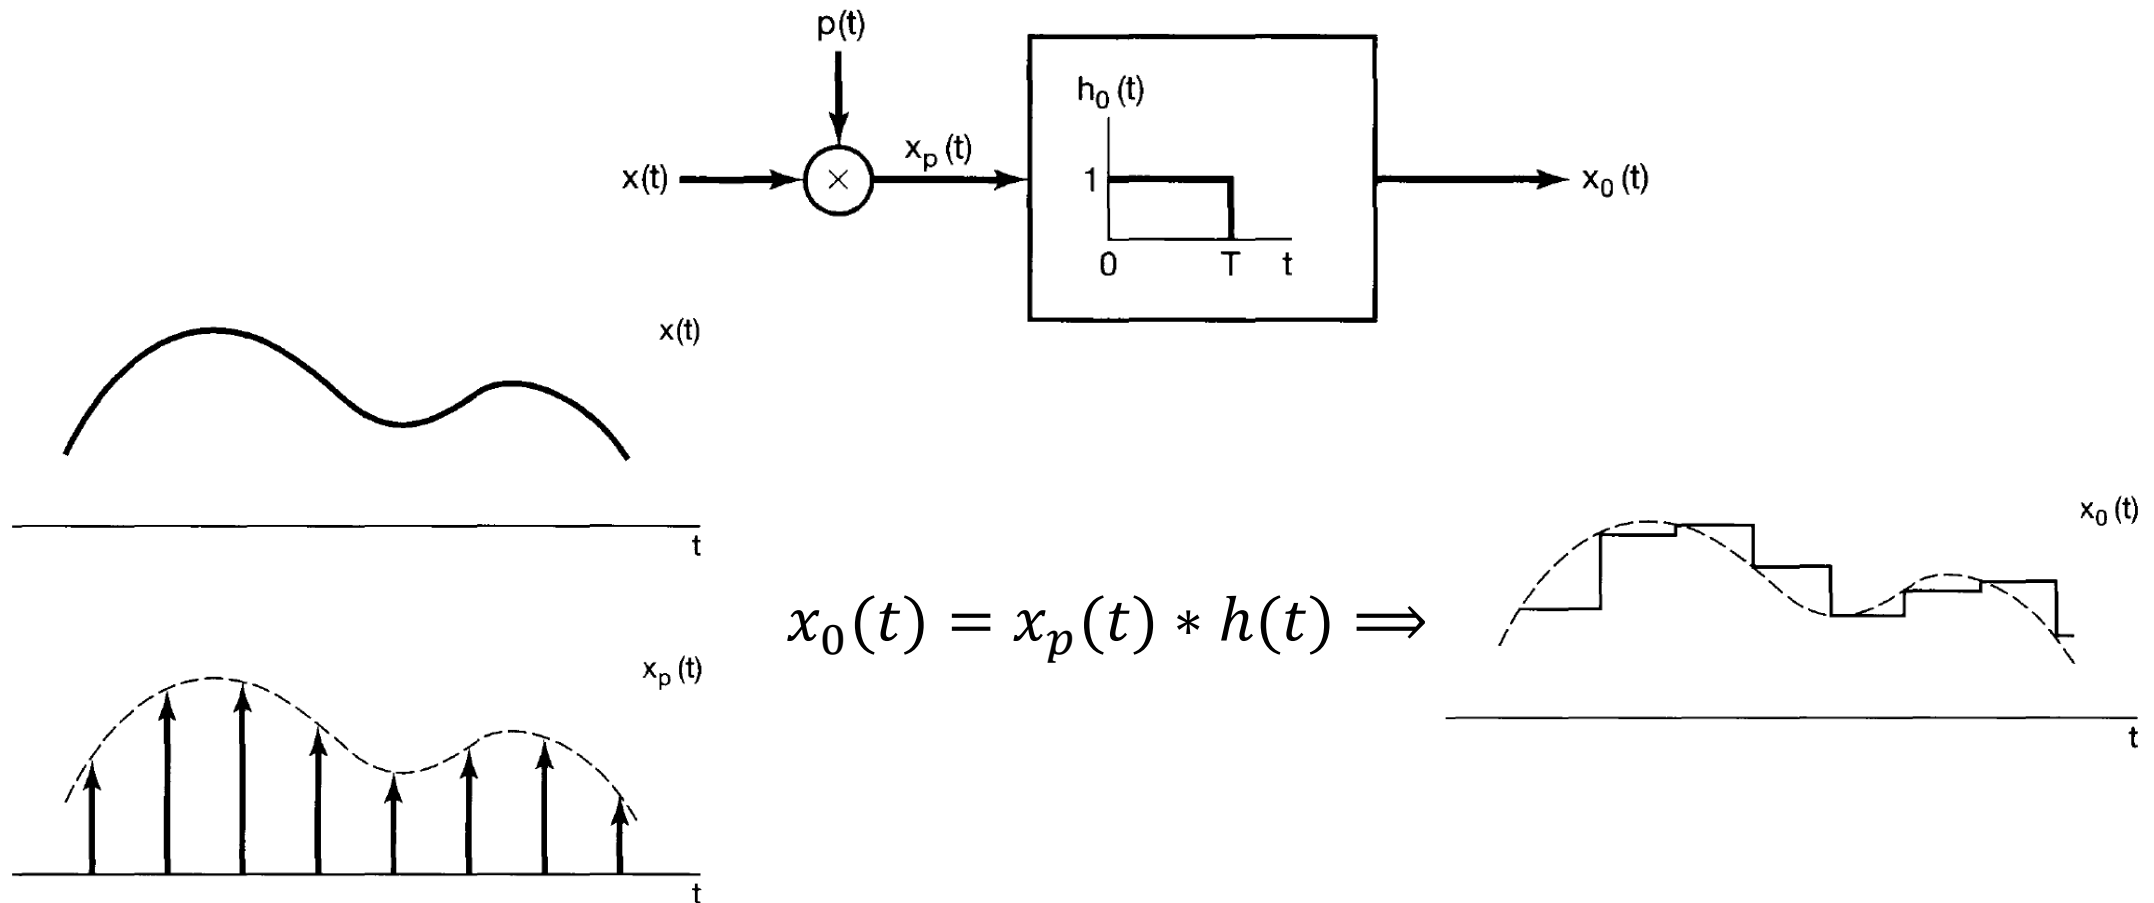 p(t)
h₀ (t)
xₚ (t)
x(t)
×
1
x₀ (t)
0 T t
x(t)
t
x₀ (t)
𝑥₀(𝑡) = 𝑥ₚ(𝑡) ∗ ℎ(𝑡) ⟹
xₚ (t)
t
t